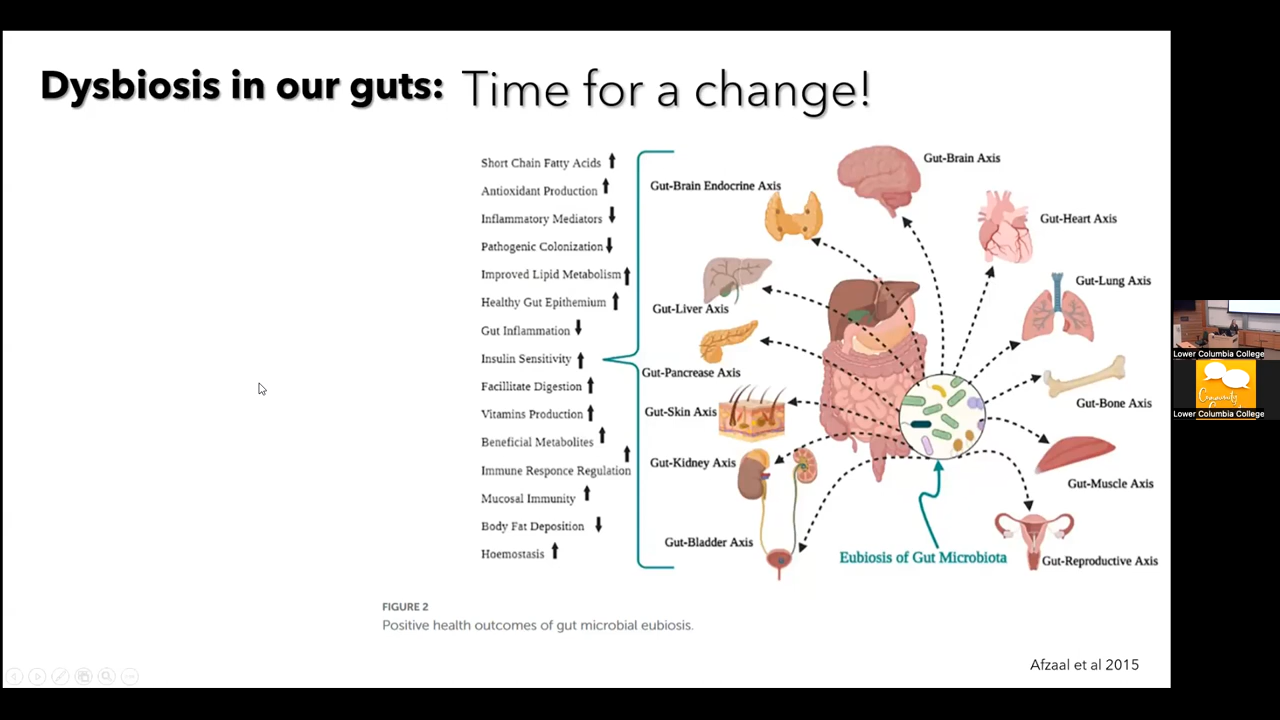 Dysbiosis in our guts: Time for a change!
Short Chain Fatty Acids
Antioxidant Production
Inflammatory Mediators
Pathogenic Colonization
Improved Lipid Metabolism
Healthy Gut Epithemium
Gut Inflammation
Insulin Sensitivity
Facillitate Digestion
Vitamins Production
Beneficial Metabolites
Immune Responce Regulation
Mucosal Immunity
Body Fat Deposition
Hoemostasis
Gut-Brain Endocrine Axis
Gut-Liver Axis
Gut-Pancrease Axis
Gut-Skin Axis
Gut-Kidney Axis
Gut-Bladder Axis
Gut-Brain Axis
Gut-Heart Axis
Gut-Lung Axis
Gut-Bone Axis
Gut-Muscle Axis
Gut-Reproductive Axis
Eubiosis of Gut Microbiota
FIGURE 2
Positive health outcomes of gut microbial eubiosis.
Afzaal et al 2015
Lower Columbia College
Community
Lower Columbia College